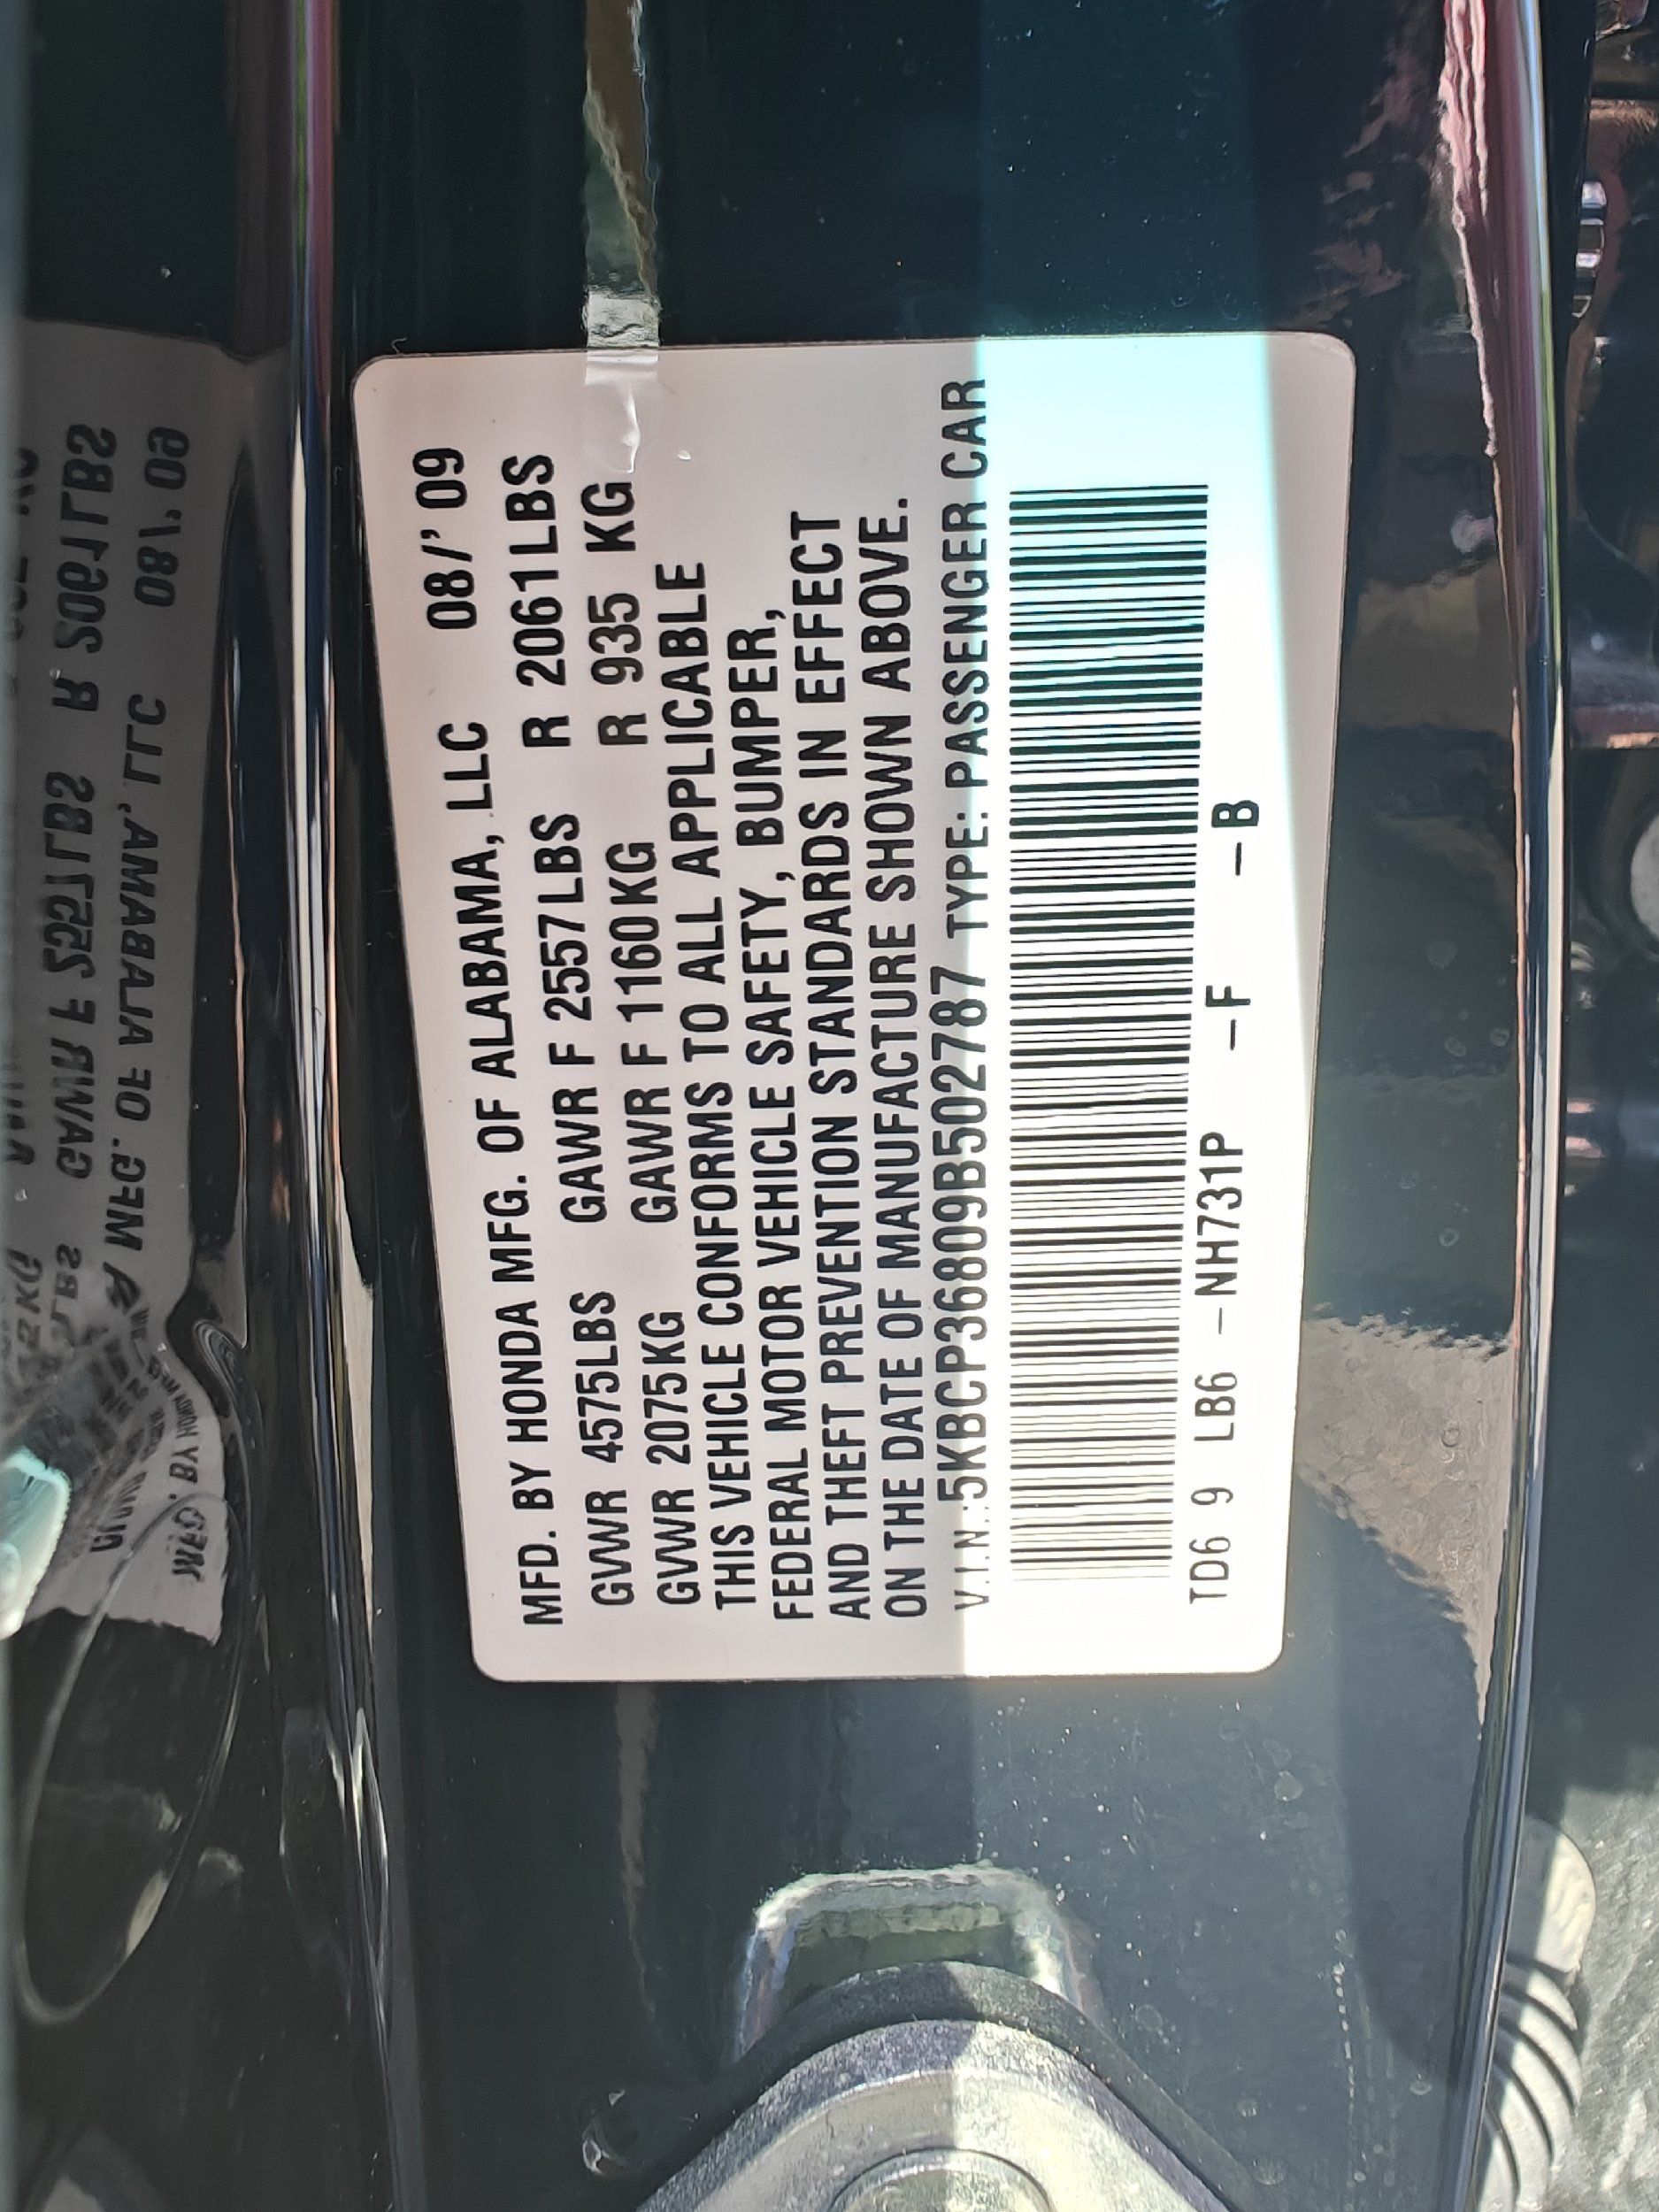 MFD. BY HONDA MFG. OF ALABAMA, LLC 08/'09
GVWR 4575LBS GAWR F 2557LBS R 2061LBS
GVWR 2075KG GAWR F 1160KG R 935 KG
THIS VEHICLE CONFORMS TO ALL APPLICABLE
FEDERAL MOTOR VEHICLE SAFETY, BUMPER,
AND THEFT PREVENTION STANDARDS IN EFFECT
ON THE DATE OF MANUFACTURE SHOWN ABOVE.
V.I.N.:5KBCP36809B502787 TYPE: PASSENGER CAR
TD6 9 LB6 -NH731P -F -B